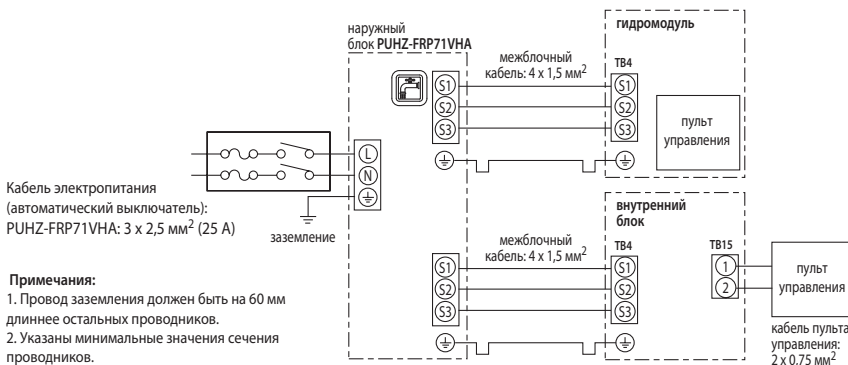 наружный
блок PUHZ-FRP71VHA
межблочный
кабель: 4 x 1,5 мм²
гидромодуль
TB4
S1
S2
S3
S1
S2
S3
пульт
управления
L
N
заземление
Кабель электропитания
(автоматический выключатель):
PUHZ-FRP71VHA: 3 x 2,5 мм² (25 А)
межблочный
кабель: 4 x 1,5 мм²
внутренний
блок
TB4
TB15
S1
S2
S3
S1
S2
S3
1
2
пульт
управления
кабель пульта
управления:
2 x 0,75 мм²
Примечания:
1. Провод заземления должен быть на 60 мм
длиннее остальных проводников.
2. Указаны минимальные значения сечения
проводников.